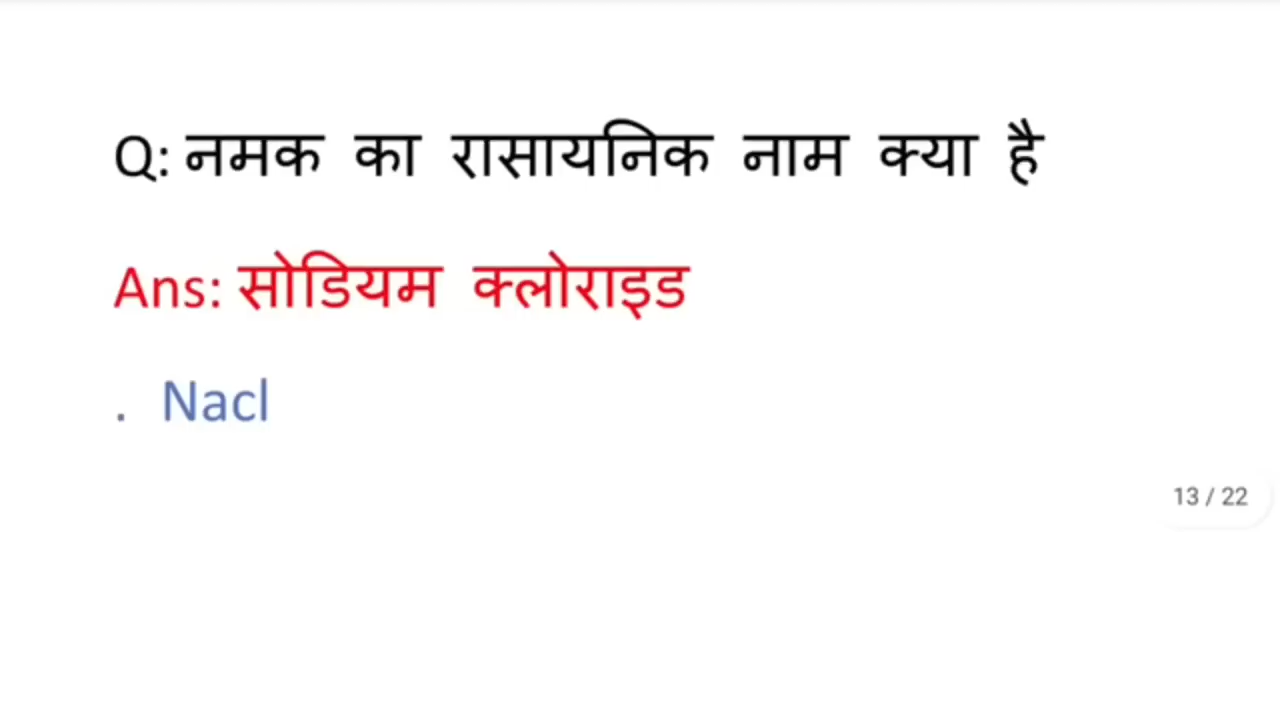 Q: नमक का रासायनिक नाम क्या है
Ans: सोडियम क्लोराइड
. Nacl
13 / 22